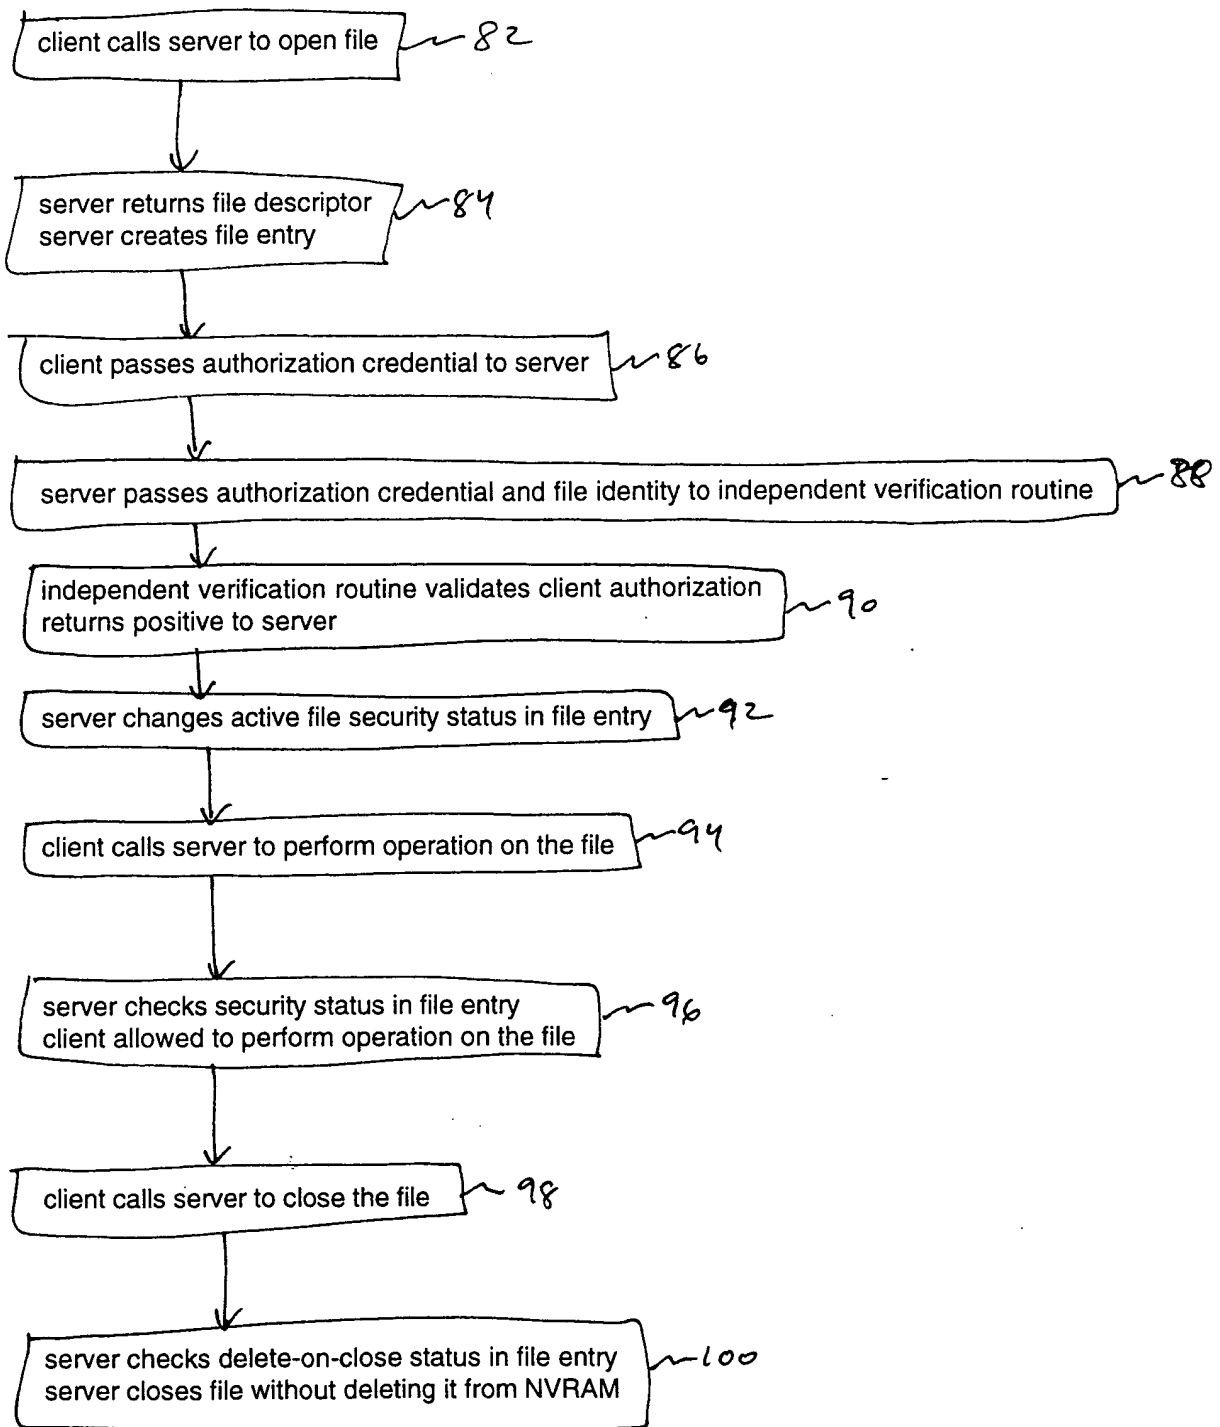 client calls server to open file 82
server returns file descriptor 84
server creates file entry
client passes authorization credential to server 86
server passes authorization credential and file identity to independent verification routine 88
independent verification routine validates client authorization
returns positive to server 90
server changes active file security status in file entry 92
client calls server to perform operation on the file 94
server checks security status in file entry 96
client allowed to perform operation on the file
client calls server to close the file 98
server checks delete-on-close status in file entry 100
server closes file without deleting it from NVRAM